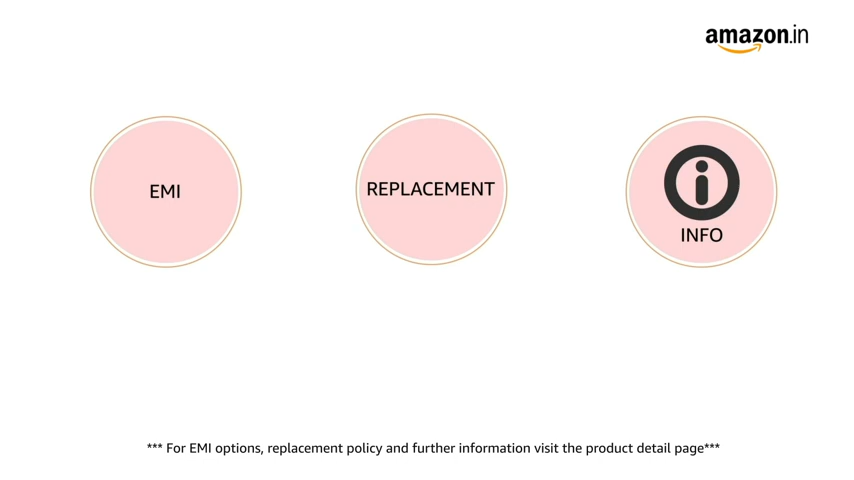 amazon.in
EMI
REPLACEMENT
INFO
*** For EMI options, replacement policy and further information visit the product detail page***